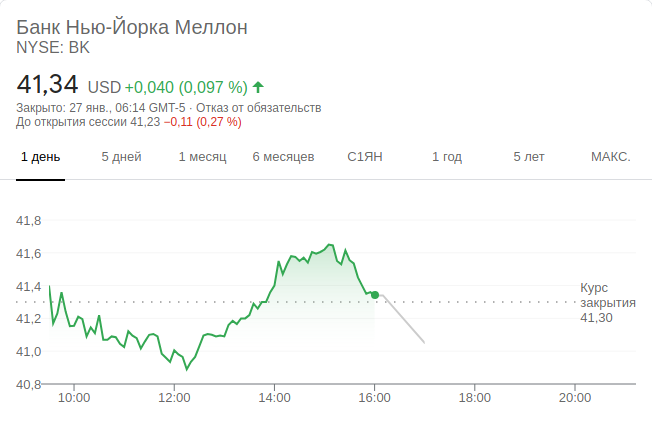 Банк Нью-Йорка Меллон
NYSE: BK
41,34 USD +0,040 (0,097 %)
Закрыто: 27 янв., 06:14 GMT-5 · Отказ от обязательств
До открытия сессии 41,23 −0,11 (0,27 %)
1 день 5 дней 1 месяц 6 месяцев С1ЯН 1 год 5 лет МАКС.
41,8
41,6
41,4
41,2
41,0
40,8
Курс
закрытия
41,30
10:00 12:00 14:00 16:00 18:00 20:00